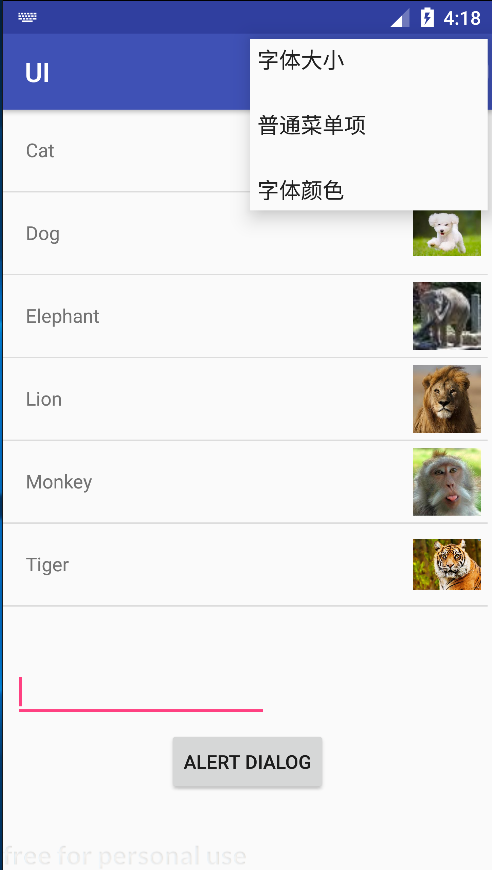 4:18
UI
字体大小
普通菜单项
字体颜色
Cat
Dog
Elephant
Lion
Monkey
Tiger
ALERT DIALOG
free for personal use